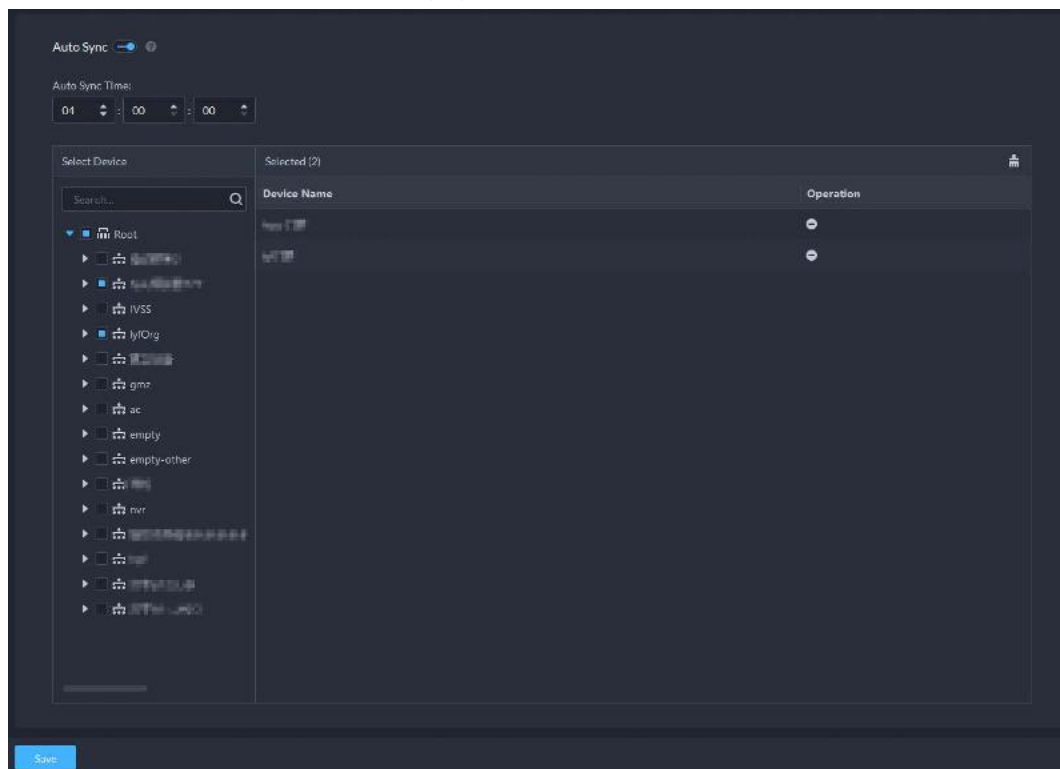 Auto Sync
Auto Sync Time:
04 : 00 : 00
Select Device
Selected (2)
Search...
Device Name
Operation
Root
IVSS
lyfOrg
gmz
ac
empty
empty-other
nvr
Save